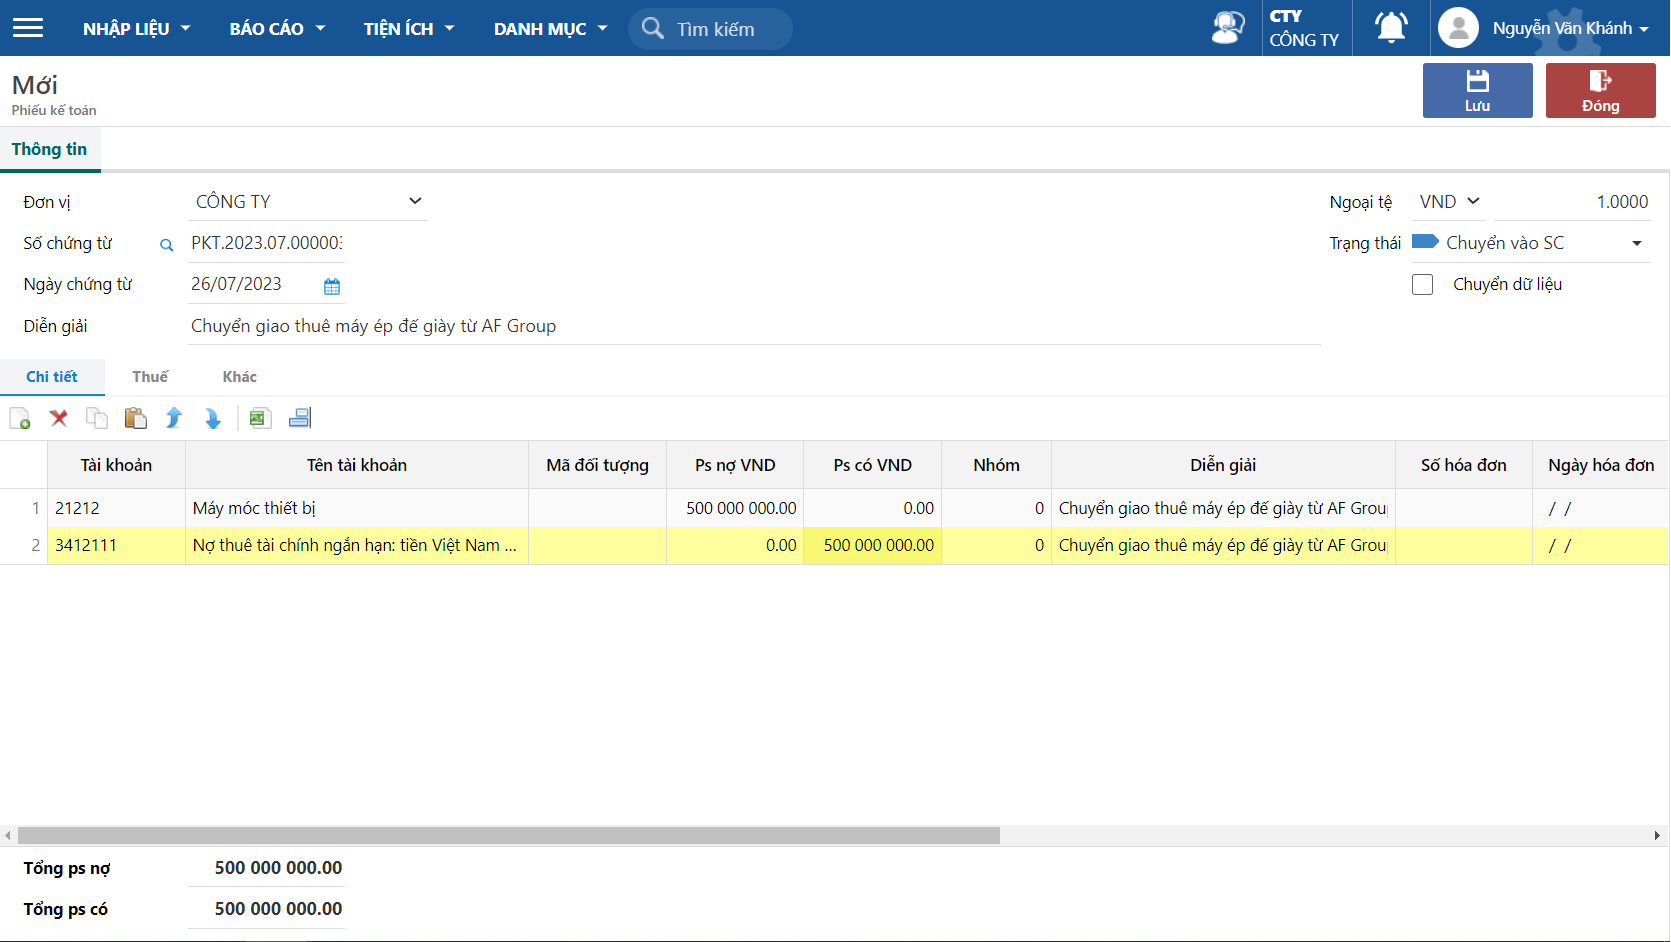 NHẬP LIỆU BÁO CÁO TIỆN ÍCH DANH MỤC Tìm kiếm CTY CÔNG TY Nguyễn Văn Khánh
Mới
Phiếu kế toán
Lưu Đóng
Thông tin
Đơn vị CÔNG TY Ngoại tệ VND 1.0000
Số chứng từ PKT.2023.07.000003 Trạng thái Chuyển vào SC
Ngày chứng từ 26/07/2023 Chuyển dữ liệu
Diễn giải Chuyển giao thuê máy ép đế giày từ AF Group
Chi tiết Thuế Khác
Tài khoản Tên tài khoản Mã đối tượng Ps nợ VND Ps có VND Nhóm Diễn giải Số hóa đơn Ngày hóa đơn
1 21212 Máy móc thiết bị 500 000 000.00 0.00 0 Chuyển giao thuê máy ép đế giày từ AF Grou / /
2 3412111 Nợ thuê tài chính ngắn hạn: tiền Việt Nam ... 0.00 500 000 000.00 0 Chuyển giao thuê máy ép đế giày từ AF Grou / /
Tổng ps nợ 500 000 000.00
Tổng ps có 500 000 000.00